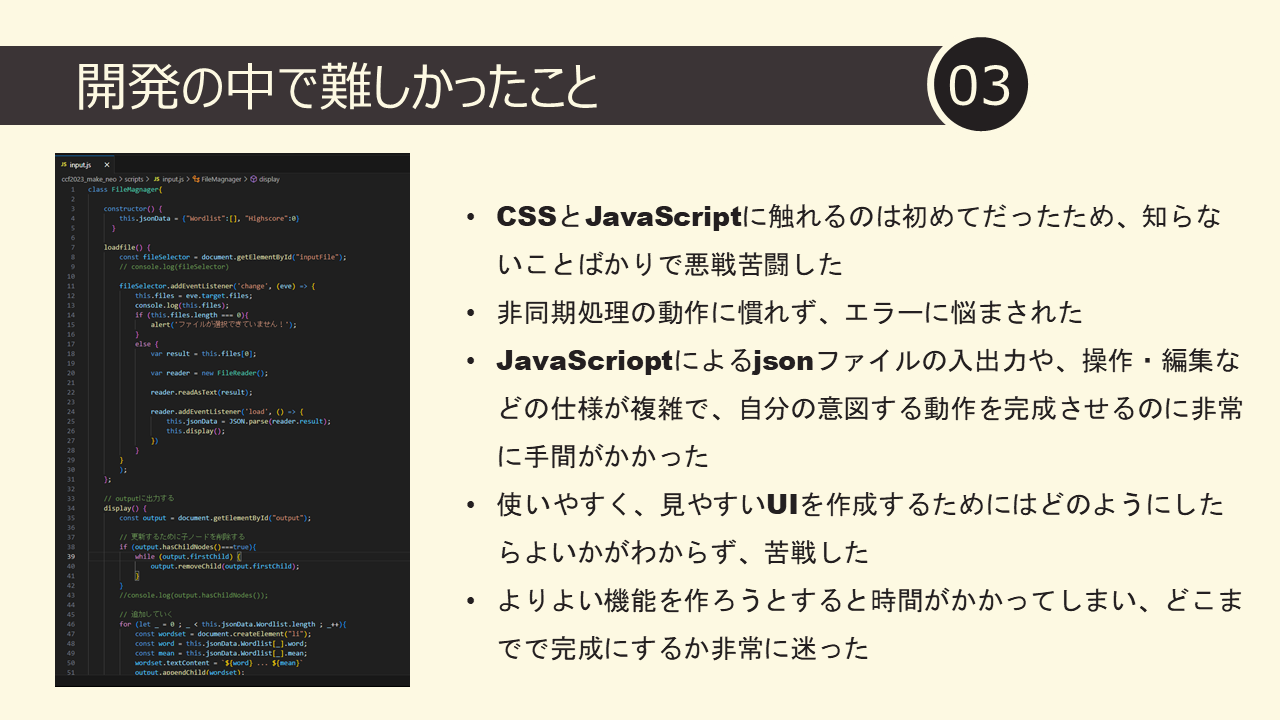 開発の中で難しかったこと
03
JS input.js ×
ccf2023_make_neo > scripts > JS input.js > FileMagnager > display
1 class FileMagnager{
2
3 constructor() {
4 this.jsonData = {"Wordlist":[], "Highscore":0}
5 }
6
7 loadfile() {
8 const fileSelector = document.getElementById("inputFile");
9 // console.log(fileSelector)
10
11 fileSelector.addEventListener('change', (eve) => {
12 this.files = eve.target.files;
13 console.log(this.files);
14 if (this.files.length === 0){
15 alert('ファイルが選択できていません！');
16 }
17 else {
18 var result = this.files[0];
19
20 var reader = new FileReader();
21
22 reader.readAsText(result);
23
24 reader.addEventListener('load', () => {
25 this.jsonData = JSON.parse(reader.result);
26 this.display();
27 })
28 }
29 }
30 );
31 };
32
33 // outputに出力する
34 display() {
35 const output = document.getElementById("output");
36
37 // 更新するために子ノードを削除する
38 if (output.hasChildNodes()===true){
39 while (output.firstChild) {
40 output.removeChild(output.firstChild);
41 }
42 }
43 //console.log(output.hasChildNodes());
44
45 // 追加していく
46 for (let _ = 0 ; _ < this.jsonData.Wordlist.length ; _++){
47 const wordset = document.createElement("li");
48 const word = this.jsonData.Wordlist[_].word;
49 const mean = this.jsonData.Wordlist[_].mean;
50 wordset.textContent = `${word} ... ${mean}`
51 output.appendChild(wordset);
• CSSとJavaScriptに触れるのは初めてだったため、知らな
いことばかりで悪戦苦闘した
• 非同期処理の動作に慣れず、エラーに悩まされた
• JavaScrioptによるjsonファイルの入出力や、操作・編集な
どの仕様が複雑で、自分の意図する動作を完成させるのに非常
に手間がかかった
• 使いやすく、見やすいUIを作成するためにはどのようにした
らよいかがわからず、苦戦した
• よりよい機能を作ろうとすると時間がかかってしまい、どこま
でで完成にするか非常に迷った